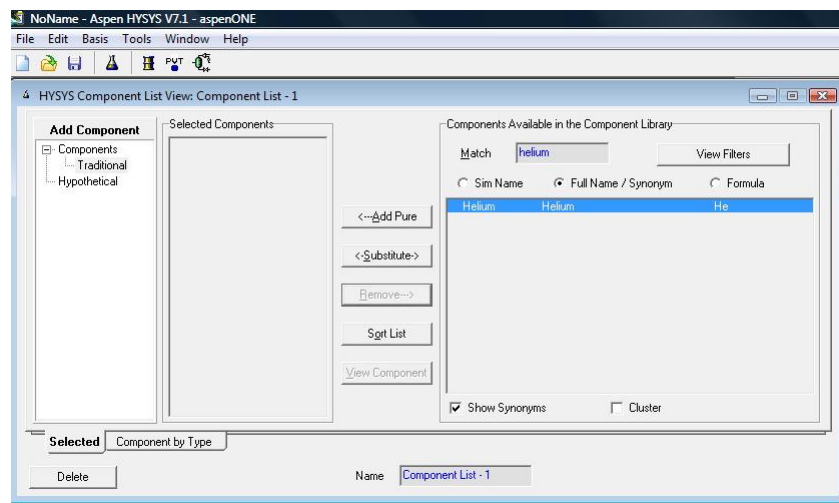 NoName - Aspen HYSYS V7.1 - aspenONE
File Edit Basis Tools Window Help
PVT
HYSYS Component List View: Component List - 1
Add Component
Components
Traditional
Hypothetical
Selected Components
<---Add Pure
<-Substitute->
Remove--->
Sort List
View Component
Components Available in the Component Library
Match helium View Filters
Sim Name Full Name / Synonym Formula
Helium Helium He
Show Synonyms Cluster
Selected Component by Type
Delete Name Component List - 1